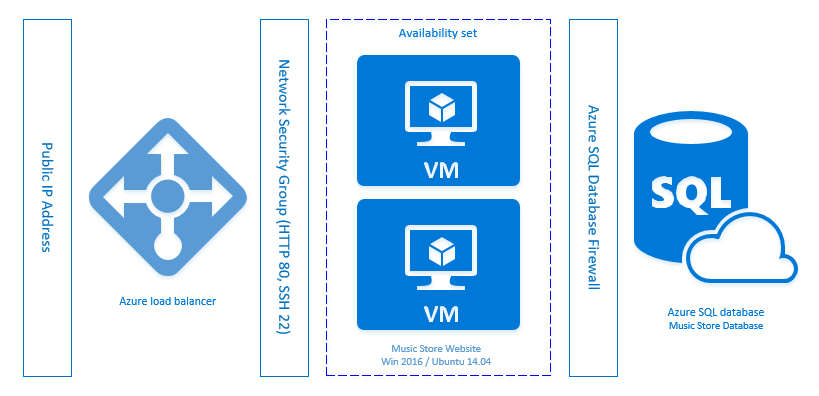 Public IP Address
Azure load balancer
Network Security Group (HTTP 80, SSH 22)
Availability set
VM
VM
Music Store Website
Win 2016 / Ubuntu 14.04
Azure SQL Database Firewall
SQL
Azure SQL database
Music Store Database